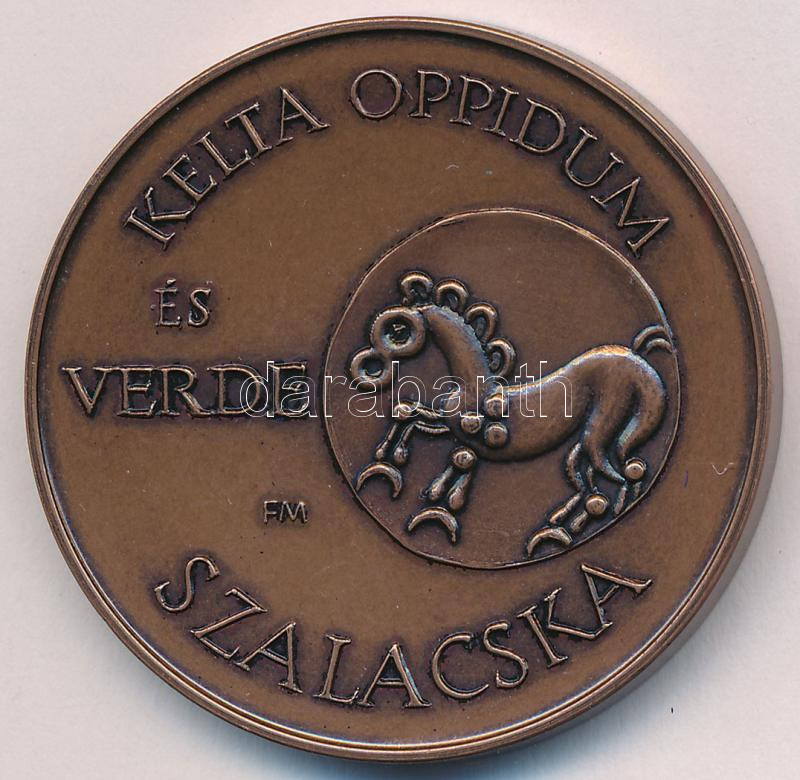 KELTA OPPIDUM
ÉS
VERDE
FM
SZALACSKA
darabanth